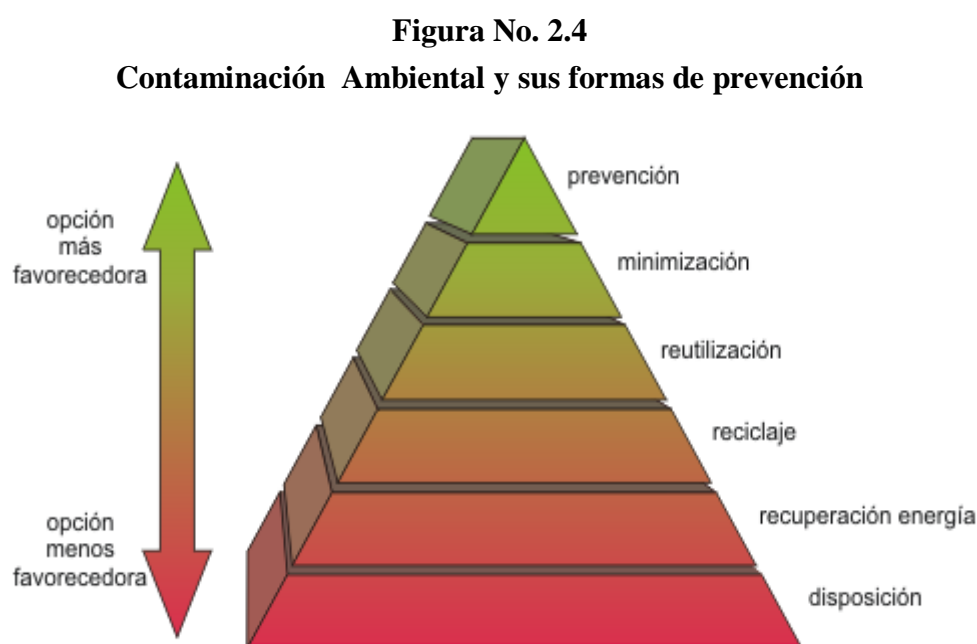 Figura No. 2.4
Contaminación Ambiental y sus formas de prevención
opción
más
favorecedora
prevención
minimización
reutilización
reciclaje
recuperación energía
disposición
opción
menos
favorecedora